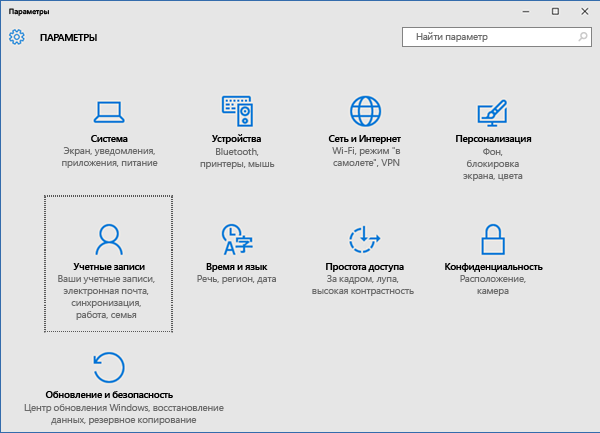 Параметры
ПАРАМЕТРЫ
Найти параметр
Система
Экран, уведомления,
приложения, питание
Устройства
Bluetooth,
принтеры, мышь
Сеть и Интернет
Wi-Fi, режим "в
самолете", VPN
Персонализация
Фон,
блокировка
экрана, цвета
Учетные записи
Ваши учетные записи,
электронная почта,
синхронизация,
работа, семья
A字
Время и язык
Речь, регион, дата
Простота доступа
За кадром, лупа,
высокая контрастность
Конфиденциальность
Расположение,
камера
Обновление и безопасность
Центр обновления Windows, восстановление
данных, резервное копирование